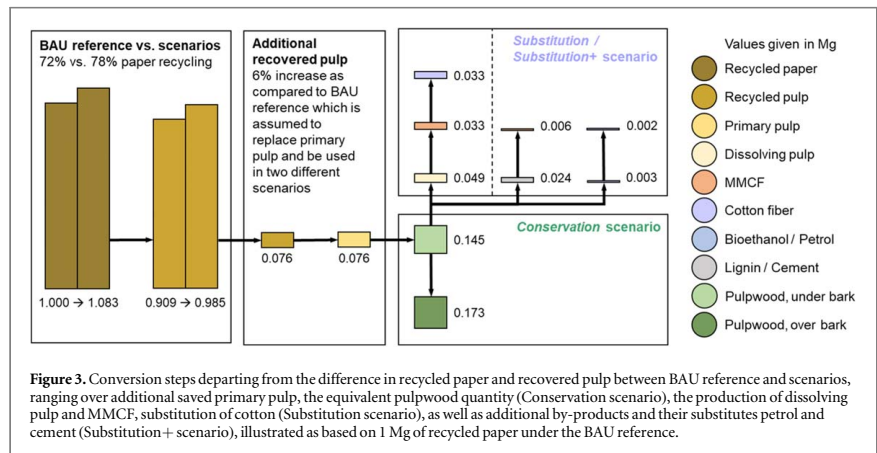 BAU reference vs. scenarios
72% vs. 78% paper recycling
1.000 → 1.083
0.909 → 0.985
Additional
recovered pulp
6% increase as
compared to BAU
reference which is
assumed to
replace primary
pulp and be used
in two different
scenarios
0.076
0.076
Substitution /
Substitution+ scenario
0.033
0.033
0.049
0.006
0.024
0.002
0.003
Conservation scenario
0.145
0.173
Values given in Mg
Recycled paper
Recycled pulp
Primary pulp
Dissolving pulp
MMCF
Cotton fiber
Bioethanol / Petrol
Lignin / Cement
Pulpwood, under bark
Pulpwood, over bark
Figure 3. Conversion steps departing from the difference in recycled paper and recovered pulp between BAU reference and scenarios,
ranging over additional saved primary pulp, the equivalent pulpwood quantity (Conservation scenario), the production of dissolving
pulp and MMCF, substitution of cotton (Substitution scenario), as well as additional by-products and their substitutes petrol and
cement (Substitution+ scenario), illustrated as based on 1 Mg of recycled paper under the BAU reference.